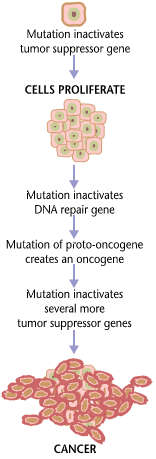 Mutation inactivates
tumor suppressor gene
CELLS PROLIFERATE
Mutation inactivates
DNA repair gene
Mutation of proto-oncogene
creates an oncogene
Mutation inactivates
several more
tumor suppressor genes
CANCER